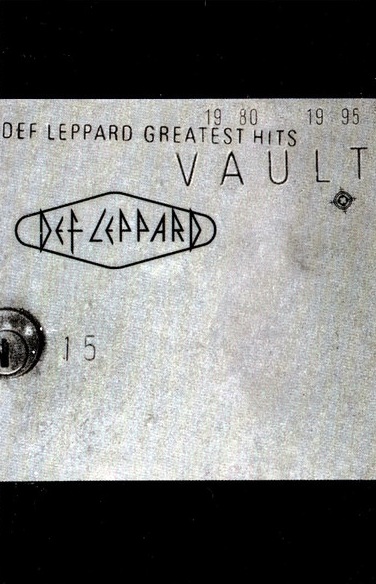 19 80 - 19 95
DEF LEPPARD GREATEST HITS
VAULT
DEF LEPPARD
15